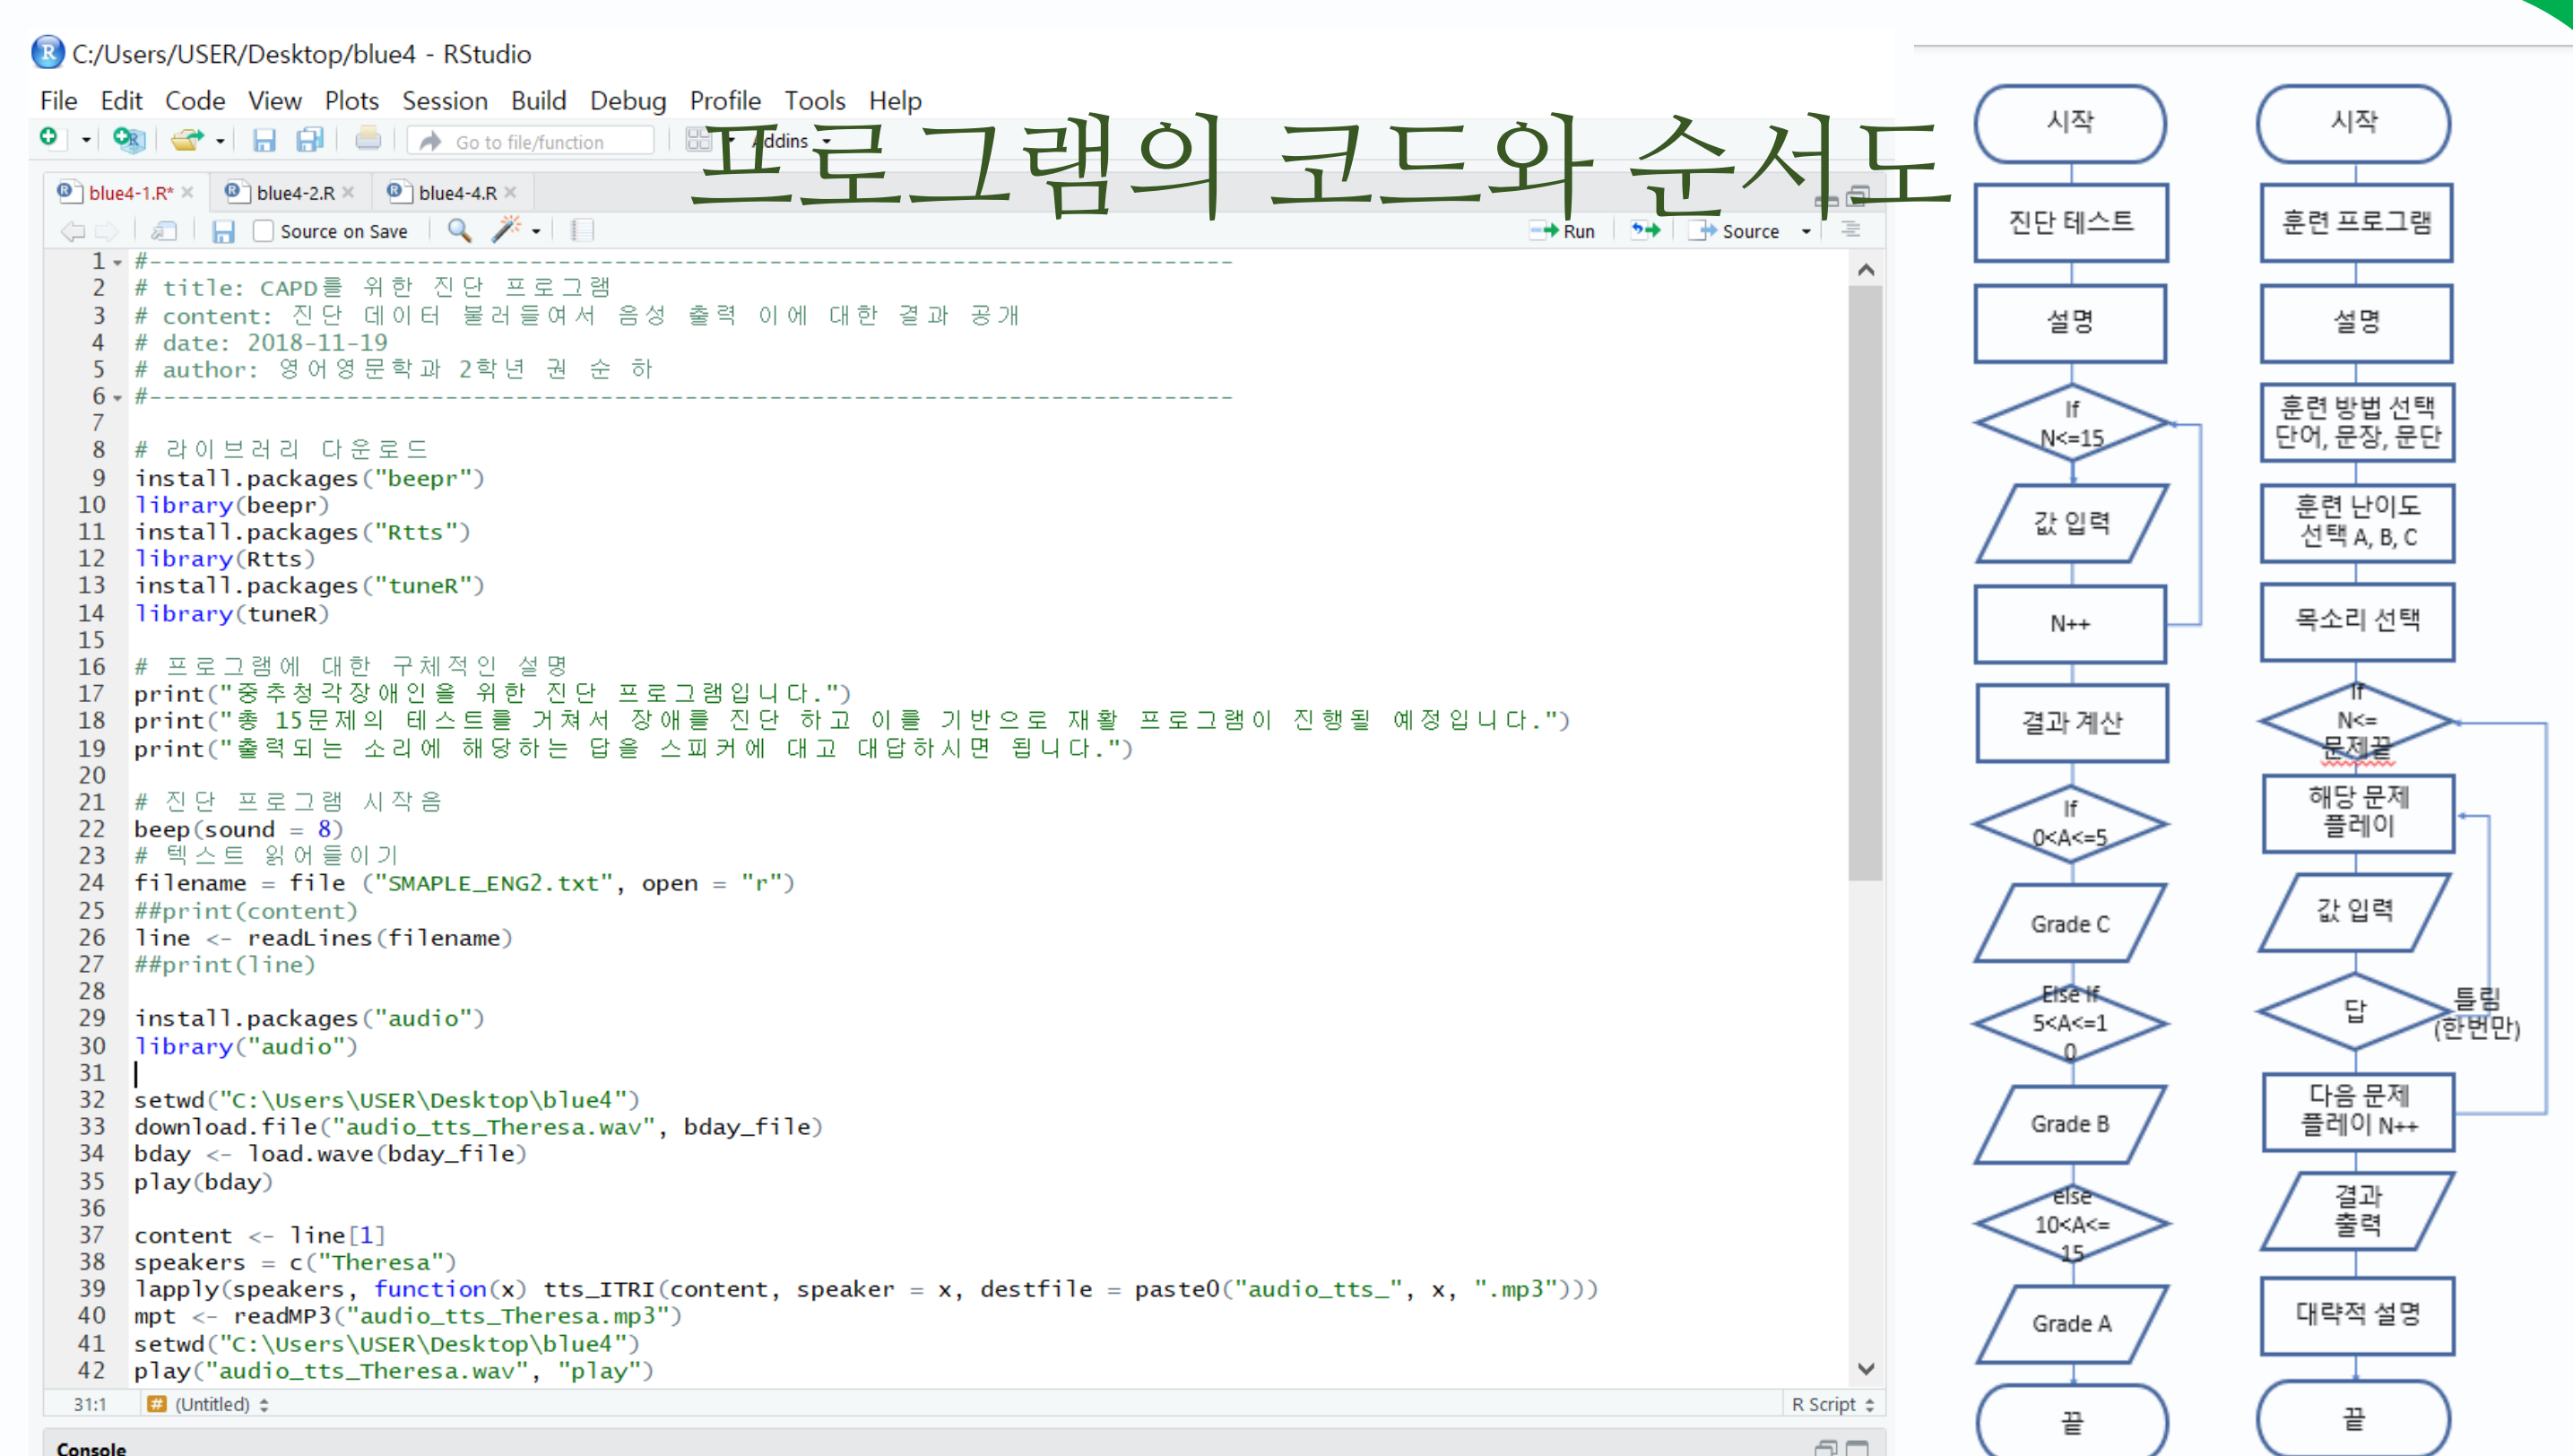 C:/Users/USER/Desktop/blue4 - RStudio
File Edit Code View Plots Session Build Debug Profile Tools Help
프로그램의 코드와 순서도
Go to file/function
Addins
blue4-1.R*
blue4-2.R
blue4-4.R
Source on Save
Run
Source
1 #----------------------------------------------------------------------------
2 # title: CAPD를 위한 진단 프로그램
3 # content: 진단 데이터 불러들여서 음성 출력 이에 대한 결과 공개
4 # date: 2018-11-19
5 # author: 영어영문학과 2학년 권 순 하
6 #----------------------------------------------------------------------------
7
8 # 라이브러리 다운로드
9 install.packages("beepr")
10 library(beepr)
11 install.packages("Rtts")
12 library(Rtts)
13 install.packages("tuneR")
14 library(tuneR)
15
16 # 프로그램에 대한 구체적인 설명
17 print("중추청각장애인을 위한 진단 프로그램입니다.")
18 print("총 15문제의 테스트를 거쳐서 장애를 진단 하고 이를 기반으로 재활 프로그램이 진행될 예정입니다.")
19 print("출력되는 소리에 해당하는 답을 스피커에 대고 대답하시면 됩니다.")
20
21 # 진단 프로그램 시작음
22 beep(sound = 8)
23 # 텍스트 읽어들이기
24 filename = file ("SMAPLE_ENG2.txt", open = "r")
25 ##print(content)
26 line <- readLines(filename)
27 ##print(line)
28
29 install.packages("audio")
30 library("audio")
31
32 setwd("C:\Users\USER\Desktop\blue4")
33 download.file("audio_tts_Theresa.wav", bday_file)
34 bday <- load.wave(bday_file)
35 play(bday)
36
37 content <- line[1]
38 speakers = c("Theresa")
39 lapply(speakers, function(x) tts_ITRI(content, speaker = x, destfile = paste0("audio_tts_", x, ".mp3")))
40 mpt <- readMP3("audio_tts_Theresa.mp3")
41 setwd("C:\Users\USER\Desktop\blue4")
42 play("audio_tts_Theresa.wav", "play")
31:1
# (Untitled)
R Script
Console
시작
진단 테스트
설명
If
N<=15
값 입력
N++
결과 계산
If
0<A<=5
Grade C
Else If
5<A<=1
0
Grade B
else
10<A<=
15
Grade A
끝
시작
훈련 프로그램
설명
훈련 방법 선택
단어, 문장, 문단
훈련 난이도
선택 A, B, C
목소리 선택
If
N<=
문제끝
해당 문제
플레이
값 입력
답
틀림
(한번만)
다음 문제
플레이 N++
결과
출력
대략적 설명
끝